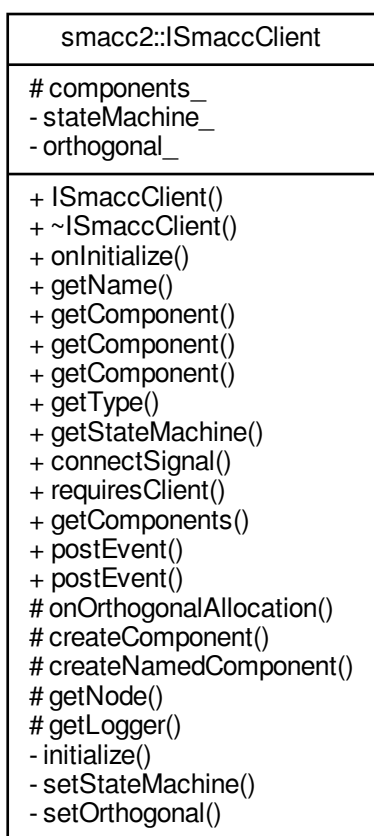 smacc2::ISmaccClient
# components_
- stateMachine_
- orthogonal_
+ ISmaccClient()
+ ~ISmaccClient()
+ onInitialize()
+ getName()
+ getComponent()
+ getComponent()
+ getComponent()
+ getType()
+ getStateMachine()
+ connectSignal()
+ requiresClient()
+ getComponents()
+ postEvent()
+ postEvent()
# onOrthogonalAllocation()
# createComponent()
# createNamedComponent()
# getNode()
# getLogger()
- initialize()
- setStateMachine()
- setOrthogonal()